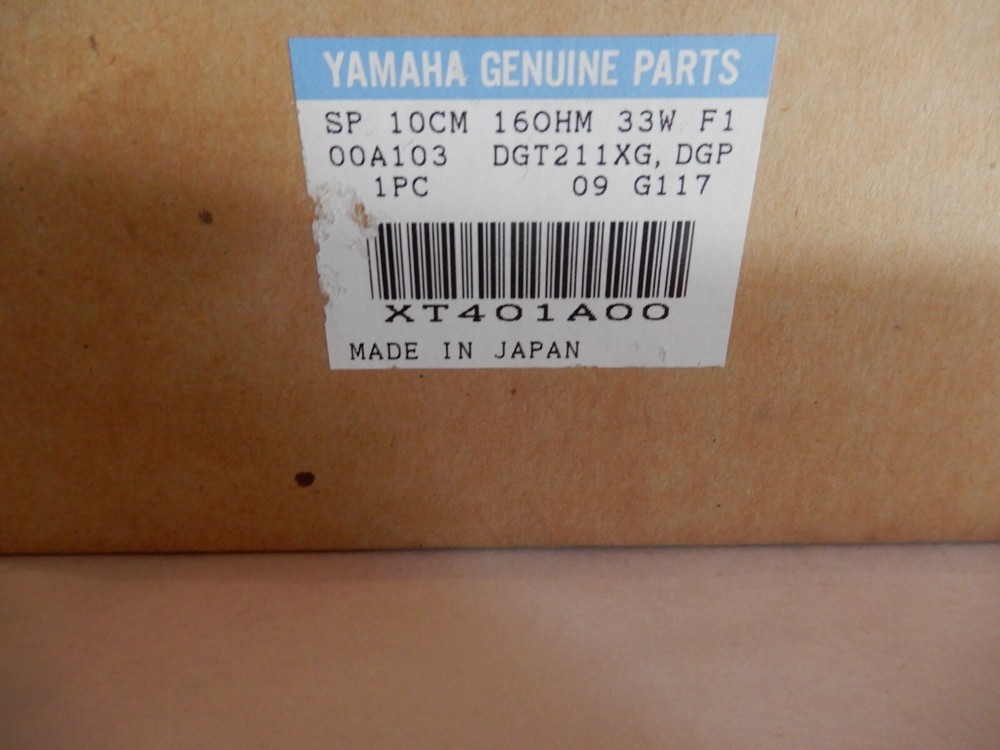 YAMAHA GENUINE PARTS
SP 10CM 16OHM 33W F1
00A103 DGT211XG, DGP
1PC 09 G117
XT401A00
MADE IN JAPAN